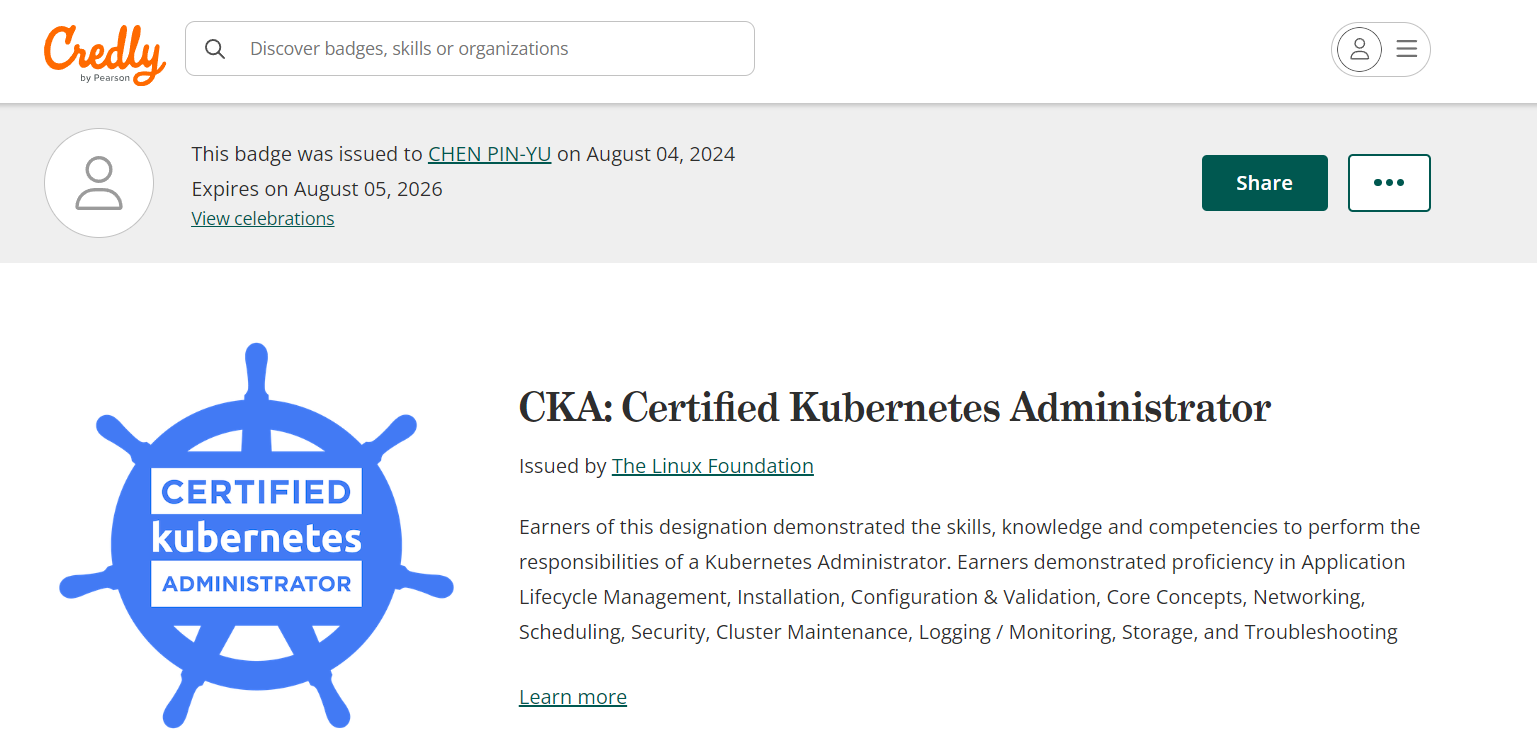 Credly
by Pearson
Discover badges, skills or organizations
This badge was issued to CHEN PIN-YU on August 04, 2024
Expires on August 05, 2026
View celebrations
Share
CERTIFIED
kubernetes
ADMINISTRATOR
CKA: Certified Kubernetes Administrator
Issued by The Linux Foundation
Earners of this designation demonstrated the skills, knowledge and competencies to perform the
responsibilities of a Kubernetes Administrator. Earners demonstrated proficiency in Application
Lifecycle Management, Installation, Configuration & Validation, Core Concepts, Networking,
Scheduling, Security, Cluster Maintenance, Logging / Monitoring, Storage, and Troubleshooting
Learn more